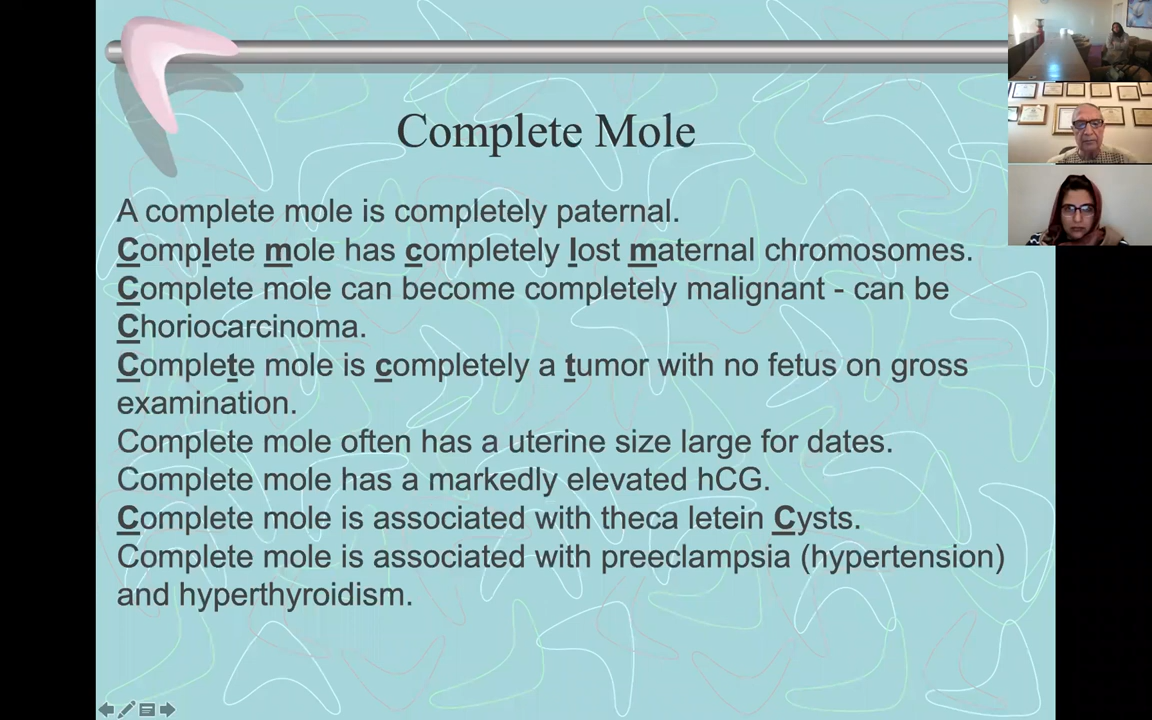 Complete Mole
A complete mole is completely paternal.
Complete mole has completely lost maternal chromosomes.
Complete mole can become completely malignant - can be
Choriocarcinoma.
Complete mole is completely a tumor with no fetus on gross
examination.
Complete mole often has a uterine size large for dates.
Complete mole has a markedly elevated hCG.
Complete mole is associated with theca letein Cysts.
Complete mole is associated with preeclampsia (hypertension)
and hyperthyroidism.